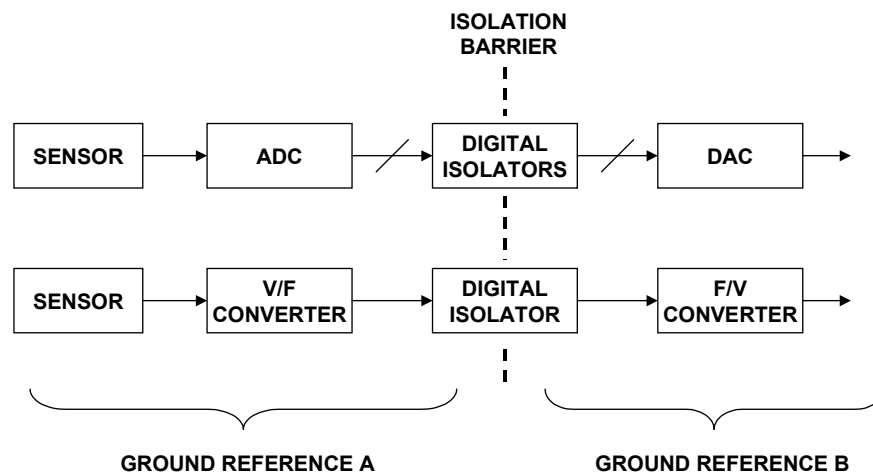 ISOLATION
BARRIER
SENSOR
ADC
DIGITAL
ISOLATORS
DAC
SENSOR
V/F
CONVERTER
DIGITAL
ISOLATOR
F/V
CONVERTER
GROUND REFERENCE A
GROUND REFERENCE B